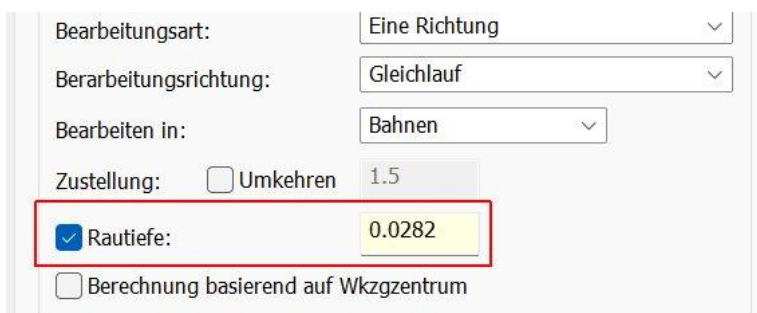 Bearbeitungsart: Eine Richtung
Berarbeitungsrichtung: Gleichlauf
Bearbeiten in: Bahnen
Zustellung: Umkehren 1.5
Rautiefe: 0.0282
Berechnung basierend auf Wkzgzentrum